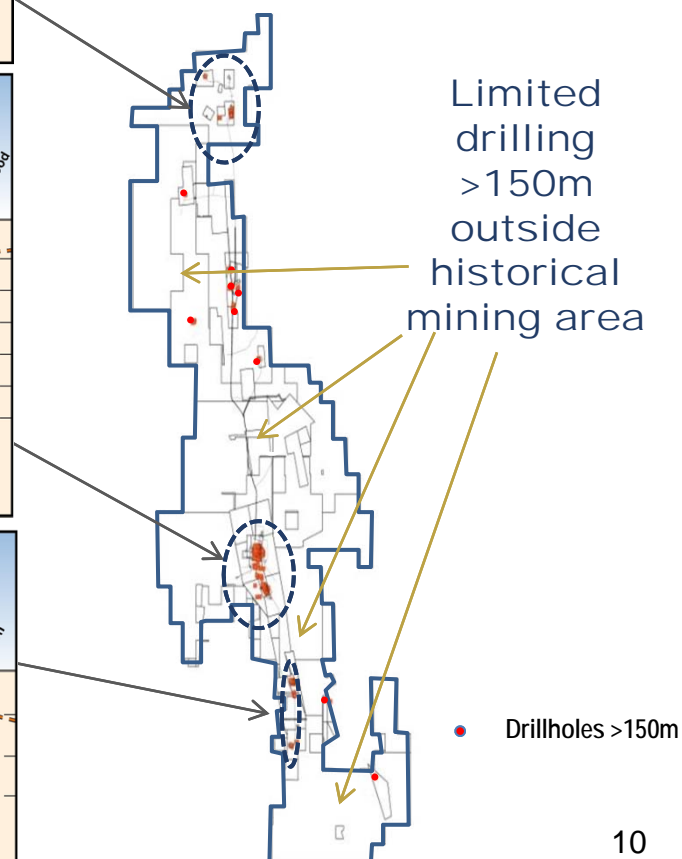 Limited
drilling
>150m
outside
historical
mining area
Drillholes >150m
10